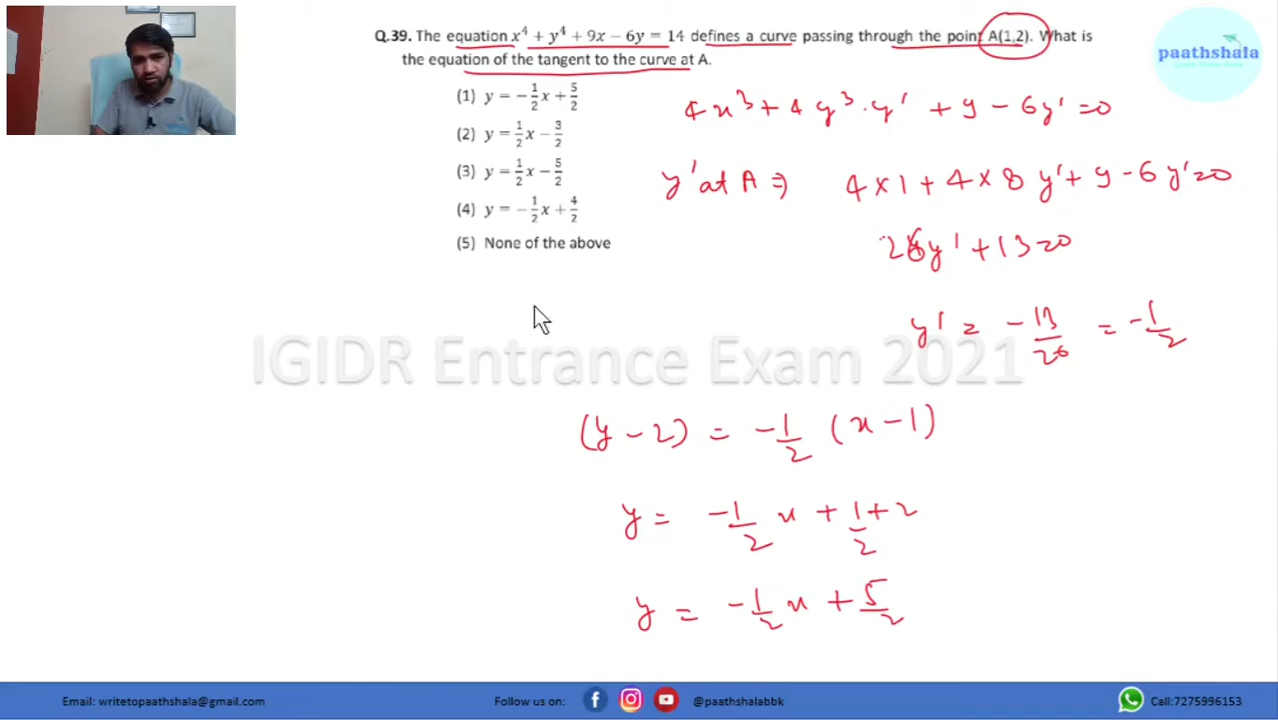 Q.39. The equation x⁴ + y⁴ + 9x − 6y = 14 defines a curve passing through the point A(1,2). What is
the equation of the tangent to the curve at A.
(1) y = −1/2 x + 5/2
(2) y = 1/2 x − 3/2
(3) y = 1/2 x − 5/2
(4) y = −1/2 x + 4/2
(5) None of the above
paathshala
4x³ + 4y³·y' + 9 − 6y' = 0
y' at A ⇒ 4×1 + 4×8 y' + 9 − 6y' = 0
26y' + 13 = 0
y' = −13/26 = −1/2
IGIDR Entrance Exam 2021
(y − 2) = −1/2 (x − 1)
y = −1/2 x + 1/2 + 2
y = −1/2 x + 5/2
Email: writetopaathshala@gmail.com
Follow us on:
@paathshalabbk
Call:7275996153